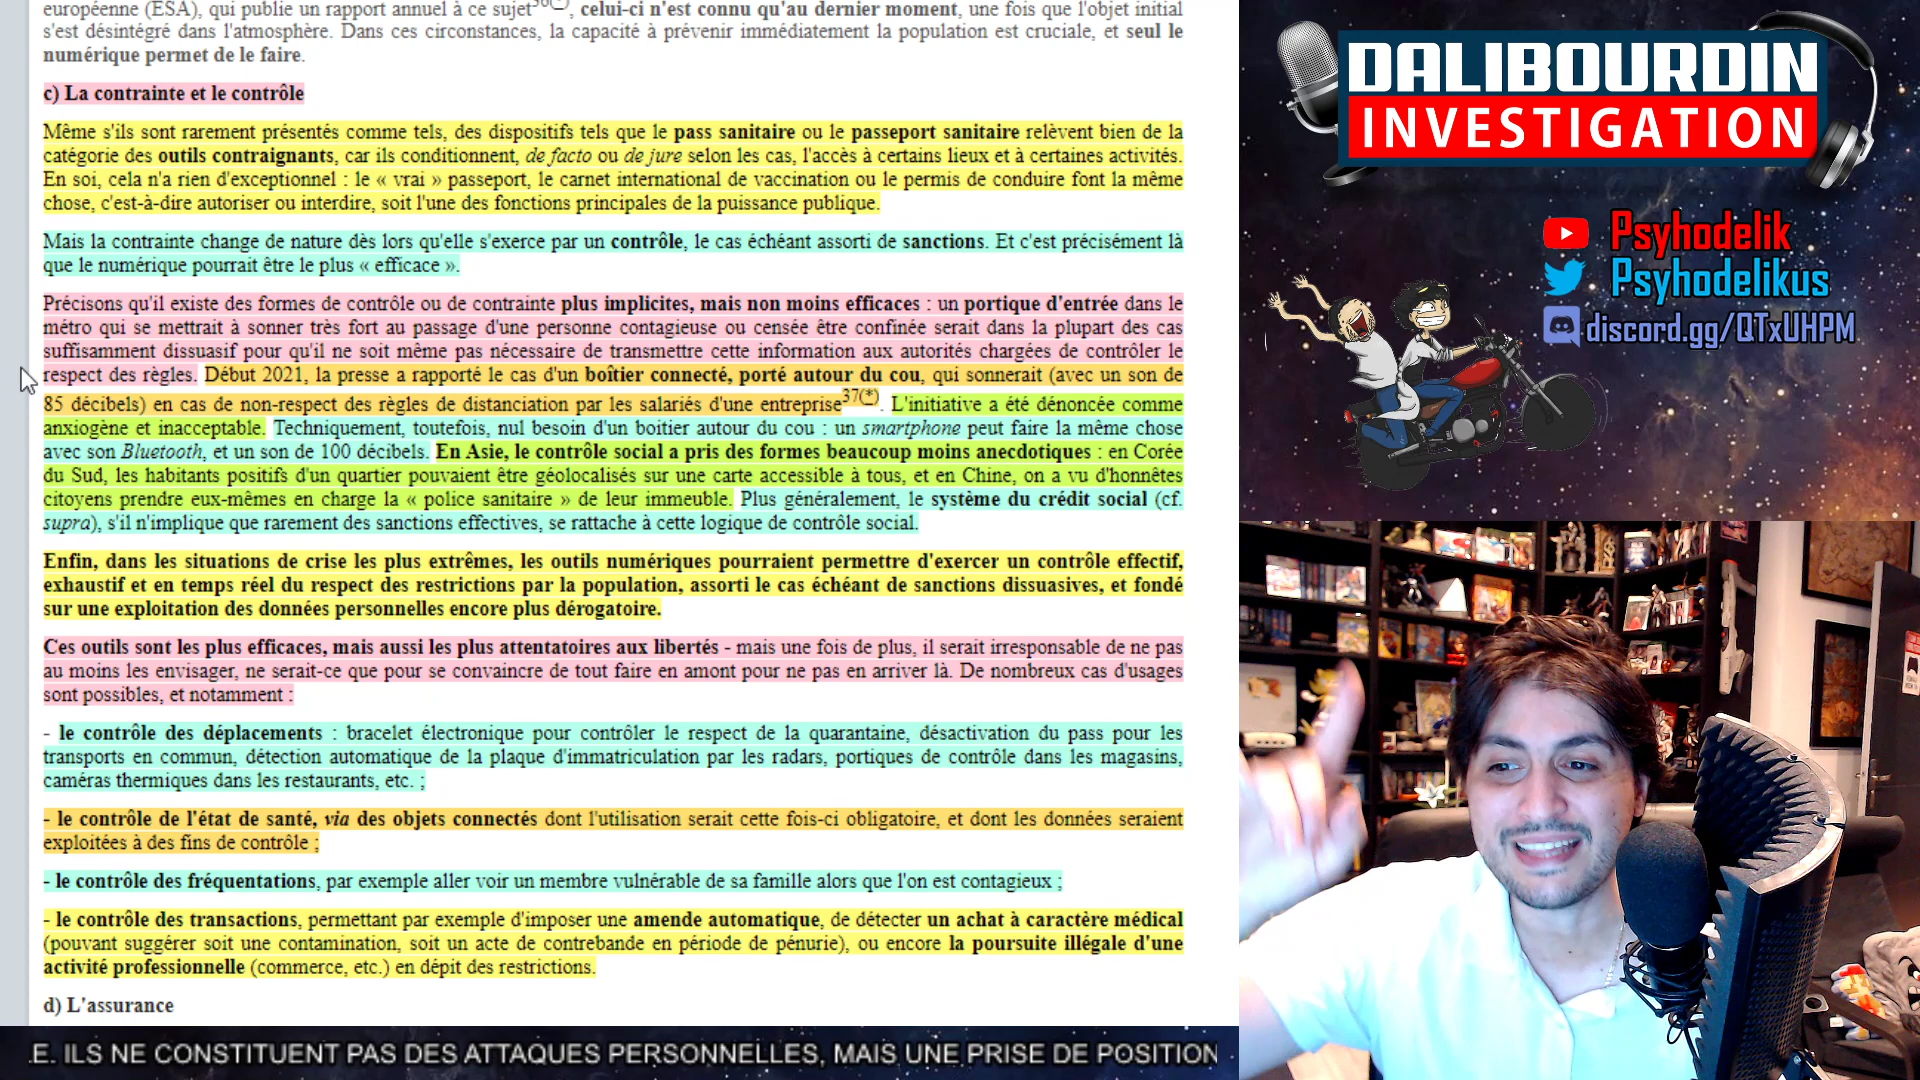 européenne (ESA), qui publie un rapport annuel à ce sujet36(*), celui-ci n'est connu qu'au dernier moment, une fois que l'objet initial
s'est désintégré dans l'atmosphère. Dans ces circonstances, la capacité à prévenir immédiatement la population est cruciale, et seul le
numérique permet de le faire.
c) La contrainte et le contrôle
Même s'ils sont rarement présentés comme tels, des dispositifs tels que le pass sanitaire ou le passeport sanitaire relèvent bien de la
catégorie des outils contraignants, car ils conditionnent, de facto ou de jure selon les cas, l'accès à certains lieux et à certaines activités.
En soi, cela n'a rien d'exceptionnel : le « vrai » passeport, le carnet international de vaccination ou le permis de conduire font la même
chose, c'est-à-dire autoriser ou interdire, soit l'une des fonctions principales de la puissance publique.
Mais la contrainte change de nature dès lors qu'elle s'exerce par un contrôle, le cas échéant assorti de sanctions. Et c'est précisément là
que le numérique pourrait être le plus « efficace ».
Précisons qu'il existe des formes de contrôle ou de contrainte plus implicites, mais non moins efficaces : un portique d'entrée dans le
métro qui se mettrait à sonner très fort au passage d'une personne contagieuse ou censée être confinée serait dans la plupart des cas
suffisamment dissuasif pour qu'il ne soit même pas nécessaire de transmettre cette information aux autorités chargées de contrôler le
respect des règles. Début 2021, la presse a rapporté le cas d'un boîtier connecté, porté autour du cou, qui sonnerait (avec un son de
85 décibels) en cas de non-respect des règles de distanciation par les salariés d'une entreprise37(*). L'initiative a été dénoncée comme
anxiogène et inacceptable. Techniquement, toutefois, nul besoin d'un boitier autour du cou : un smartphone peut faire la même chose
avec son Bluetooth, et un son de 100 décibels. En Asie, le contrôle social a pris des formes beaucoup moins anecdotiques : en Corée
du Sud, les habitants positifs d'un quartier pouvaient être géolocalisés sur une carte accessible à tous, et en Chine, on a vu d'honnêtes
citoyens prendre eux-mêmes en charge la « police sanitaire » de leur immeuble. Plus généralement, le système du crédit social (cf.
supra), s'il n'implique que rarement des sanctions effectives, se rattache à cette logique de contrôle social.
Enfin, dans les situations de crise les plus extrêmes, les outils numériques pourraient permettre d'exercer un contrôle effectif,
exhaustif et en temps réel du respect des restrictions par la population, assorti le cas échéant de sanctions dissuasives, et fondé
sur une exploitation des données personnelles encore plus dérogatoire.
Ces outils sont les plus efficaces, mais aussi les plus attentatoires aux libertés - mais une fois de plus, il serait irresponsable de ne pas
au moins les envisager, ne serait-ce que pour se convaincre de tout faire en amont pour ne pas en arriver là. De nombreux cas d'usages
sont possibles, et notamment :
- le contrôle des déplacements : bracelet électronique pour contrôler le respect de la quarantaine, désactivation du pass pour les
transports en commun, détection automatique de la plaque d'immatriculation par les radars, portiques de contrôle dans les magasins,
caméras thermiques dans les restaurants, etc. ;
- le contrôle de l'état de santé, via des objets connectés dont l'utilisation serait cette fois-ci obligatoire, et dont les données seraient
exploitées à des fins de contrôle ;
- le contrôle des fréquentations, par exemple aller voir un membre vulnérable de sa famille alors que l'on est contagieux ;
- le contrôle des transactions, permettant par exemple d'imposer une amende automatique, de détecter un achat à caractère médical
(pouvant suggérer soit une contamination, soit un acte de contrebande en période de pénurie), ou encore la poursuite illégale d'une
activité professionnelle (commerce, etc.) en dépit des restrictions.
d) L'assurance
.E. ILS NE CONSTITUENT PAS DES ATTAQUES PERSONNELLES, MAIS UNE PRISE DE POSITION
DALIBOURDIN
INVESTIGATION
Psyhodelik
Psyhodelikus
discord.gg/QTxUHPM